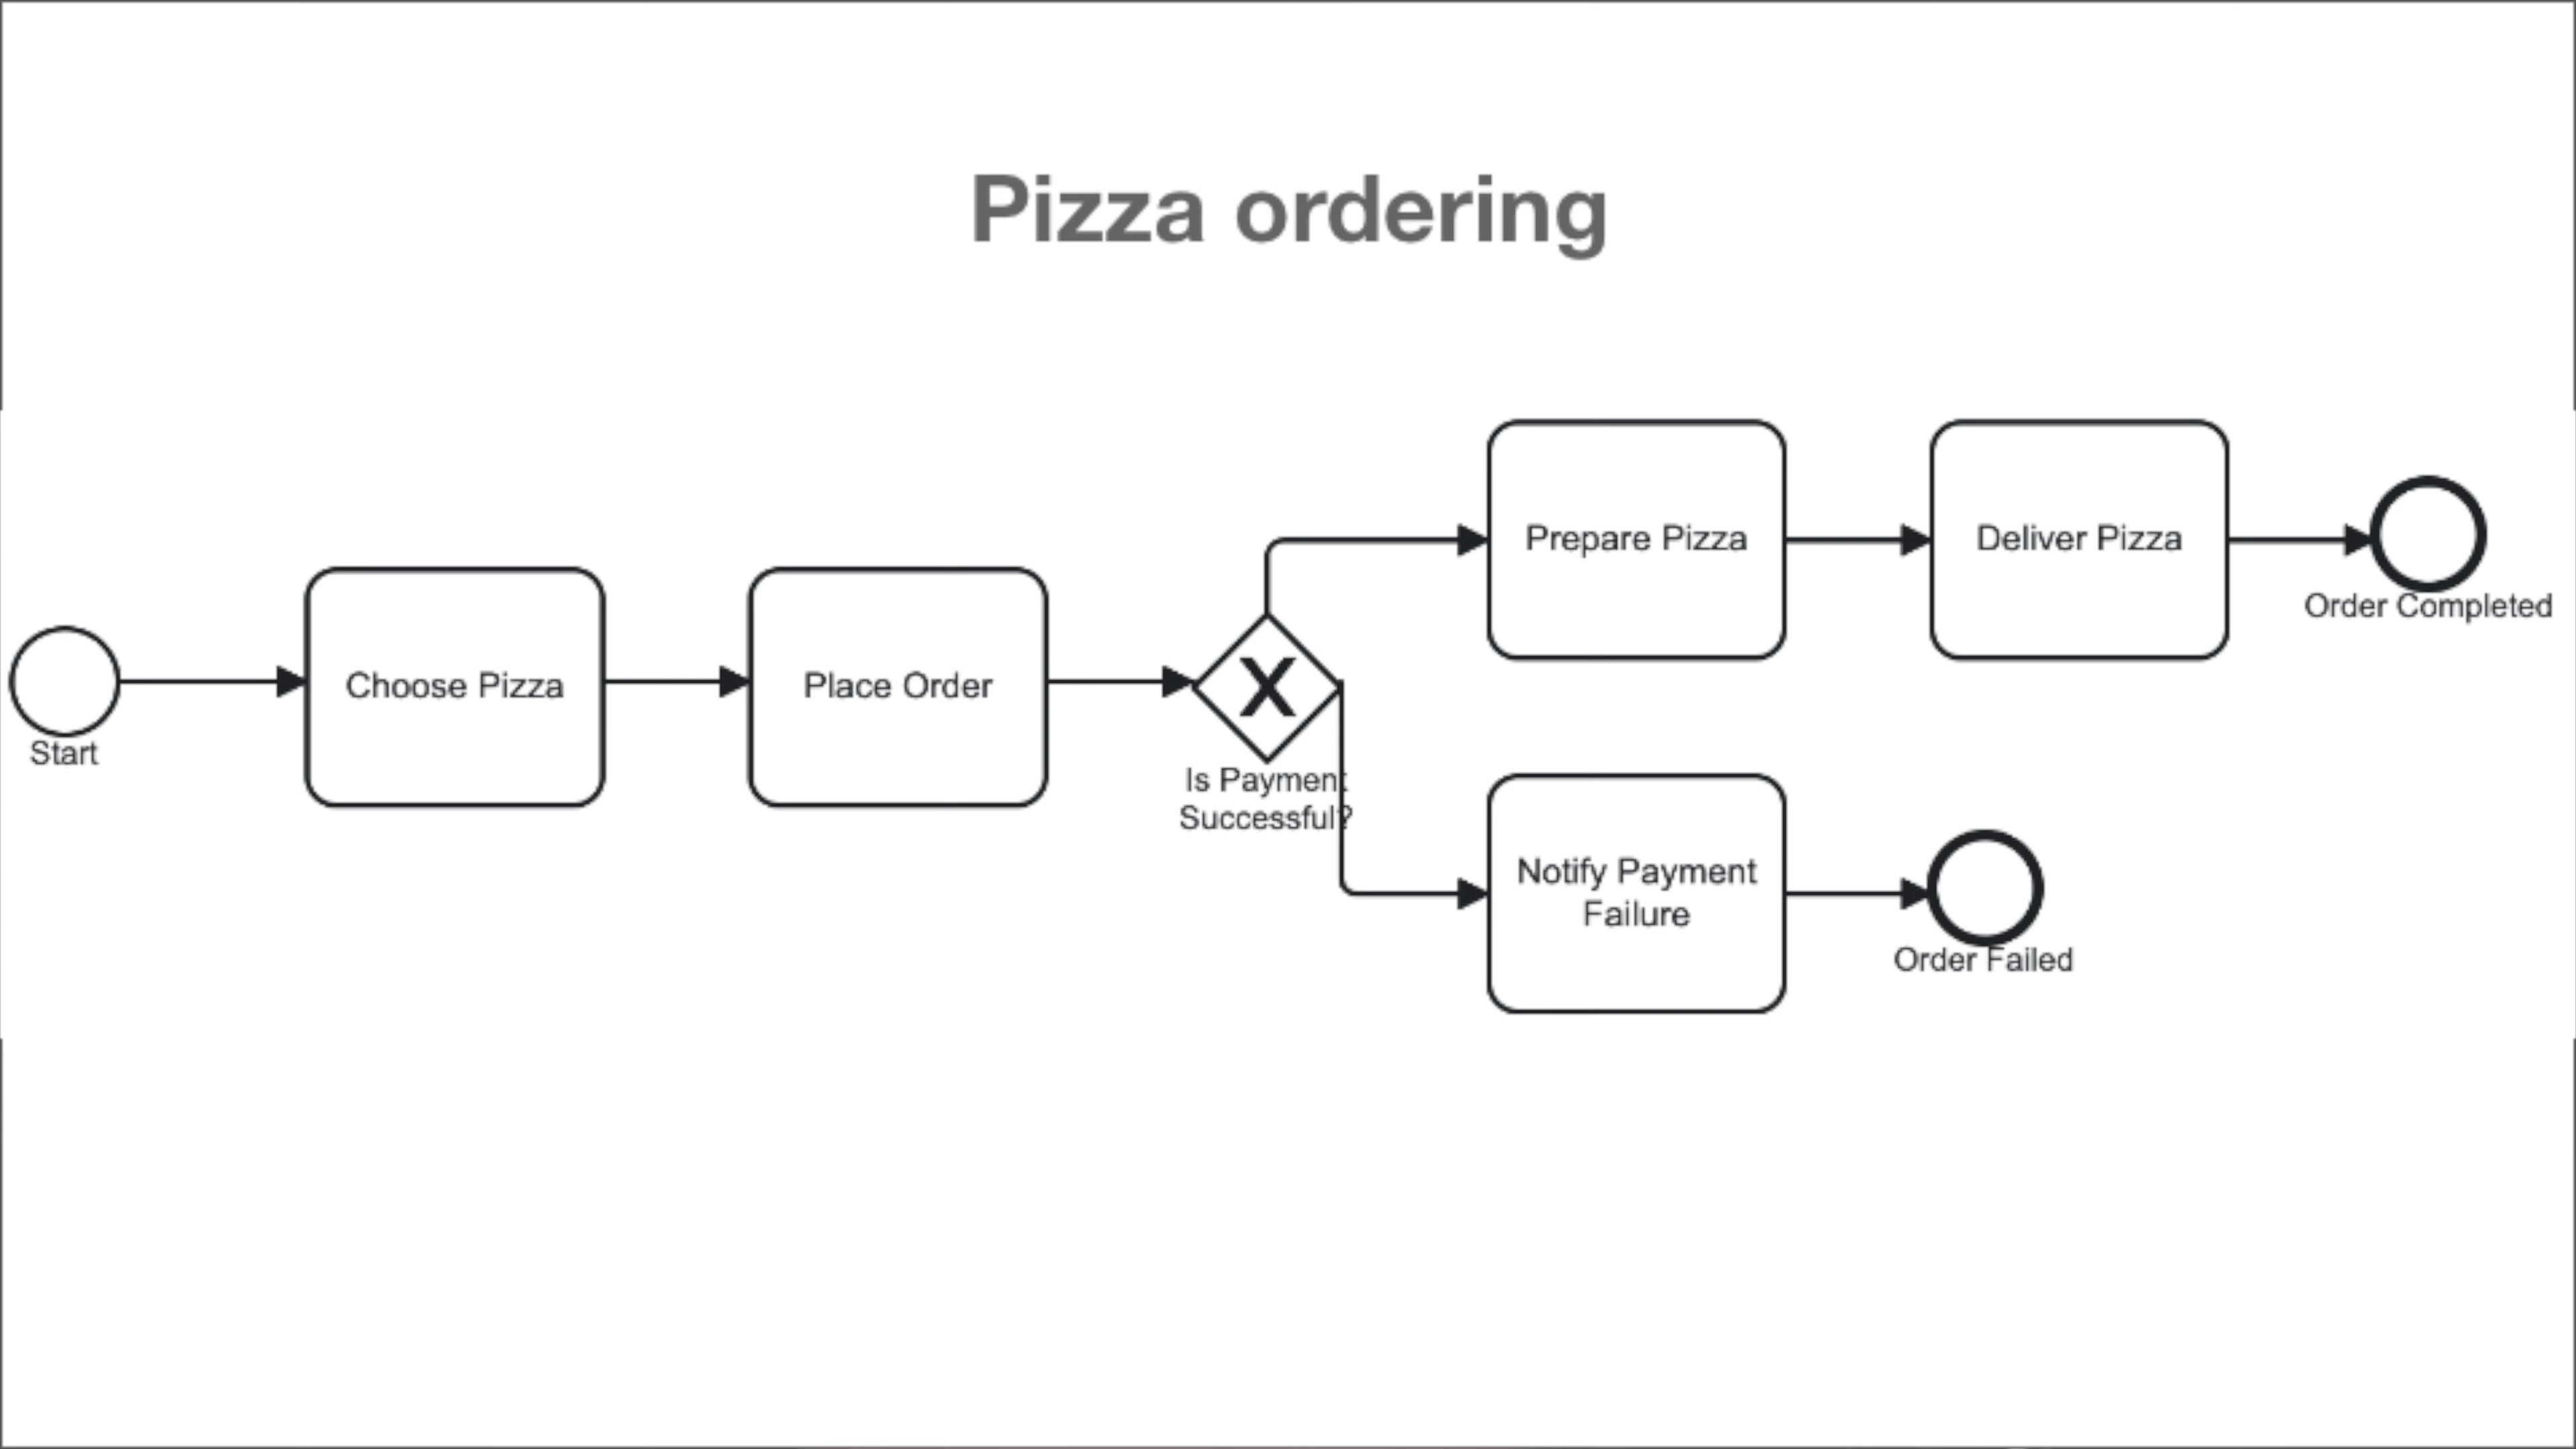 Pizza ordering
Start
Choose Pizza
Place Order
X
Is Payment
Successful?
Prepare Pizza
Deliver Pizza
Order Completed
Notify Payment
Failure
Order Failed